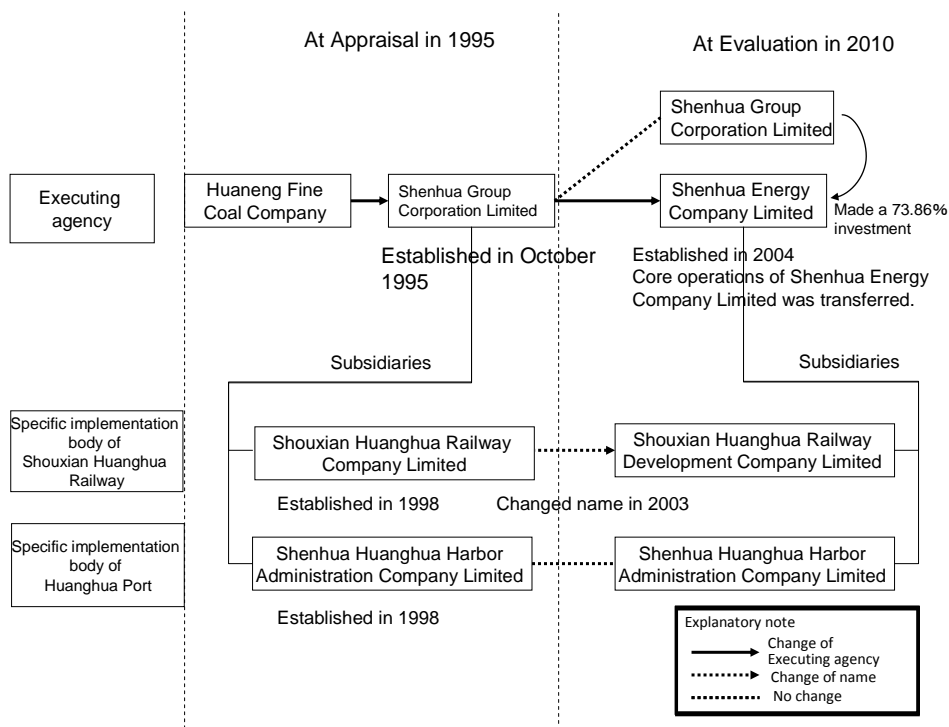 At Appraisal in 1995
At Evaluation in 2010
Shenhua Group
Corporation Limited
Executing
agency
Huaneng Fine
Coal Company
Shenhua Group
Corporation Limited
Shenhua Energy
Company Limited
Made a 73.86%
investment
Established in October
1995
Established in 2004
Core operations of Shenhua Energy
Company Limited was transferred.
Subsidiaries
Subsidiaries
Specific implementation
body of
Shouxian Huanghua
Railway
Shouxian Huanghua Railway
Company Limited
Shouxian Huanghua Railway
Development Company Limited
Established in 1998
Changed name in 2003
Specific implementation
body of
Huanghua Port
Shenhua Huanghua Harbor
Administration Company Limited
Shenhua Huanghua Harbor
Administration Company Limited
Established in 1998
Explanatory note
Change of
Executing agency
Change of name
No change